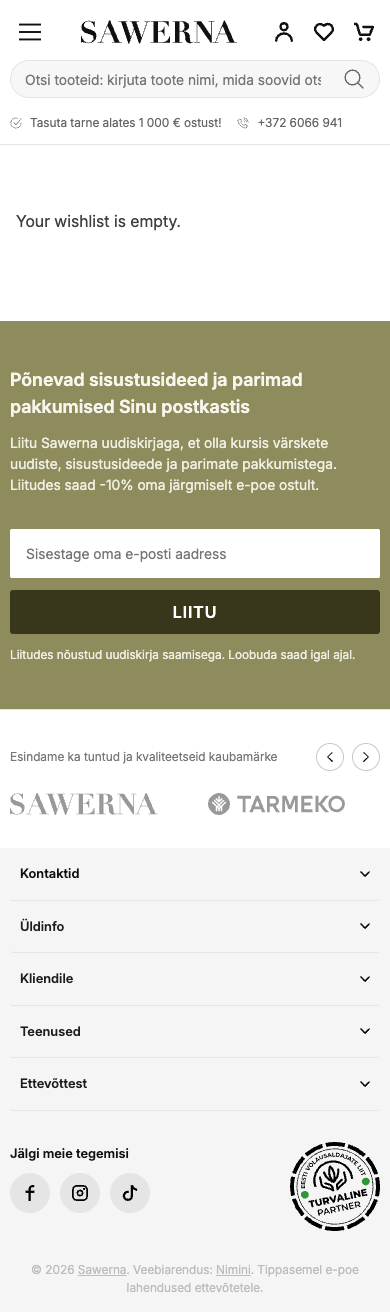 SAWERNA
Otsi tooteid: kirjuta toote nimi, mida soovid ots
Tasuta tarne alates 1 000 € ostust! +372 6066 941
Your wishlist is empty.
Põnevad sisustusideed ja parimad
pakkumised Sinu postkastis
Liitu Sawerna uudiskirjaga, et olla kursis värskete
uudiste, sisustusideede ja parimate pakkumistega.
Liitudes saad -10% oma järgmiselt e-poe ostult.
Sisestage oma e-posti aadress
LIITU
Liitudes nõustud uudiskirja saamisega. Loobuda saad igal ajal.
Esindame ka tuntud ja kvaliteetseid kaubamärke
SAWERNA TARMEKO
Kontaktid
Üldinfo
Kliendile
Teenused
Ettevõttest
Jälgi meie tegemisi
EESTI VÕLAUSALDAJATE LIIT
TURVALINE
PARTNER
© 2026 Sawerna. Veebiarendus: Nimini. Tippasemel e-poe
lahendused ettevõtetele.